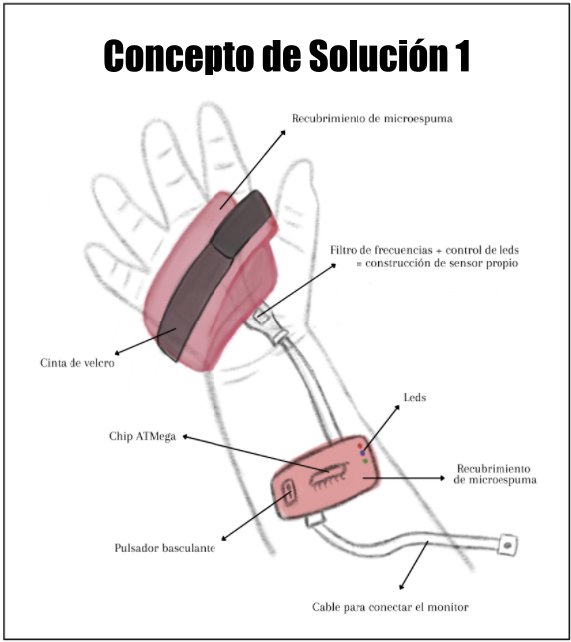 Concepto de Solución 1
Recubrimiento de microespuma
Filtro de frecuencias + control de leds
= construcción de sensor propio
Cinta de velcro
Leds
Chip ATMega
Recubrimiento
de microespuma
Pulsador basculante
Cable para conectar el monitor